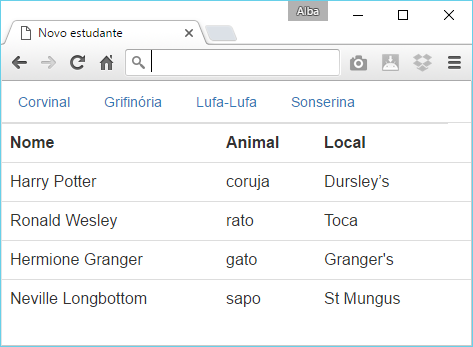 Alba
Novo estudante
Corvinal Grifinória Lufa-Lufa Sonserina
Nome Animal Local
Harry Potter coruja Dursley’s
Ronald Wesley rato Toca
Hermione Granger gato Granger's
Neville Longbottom sapo St Mungus